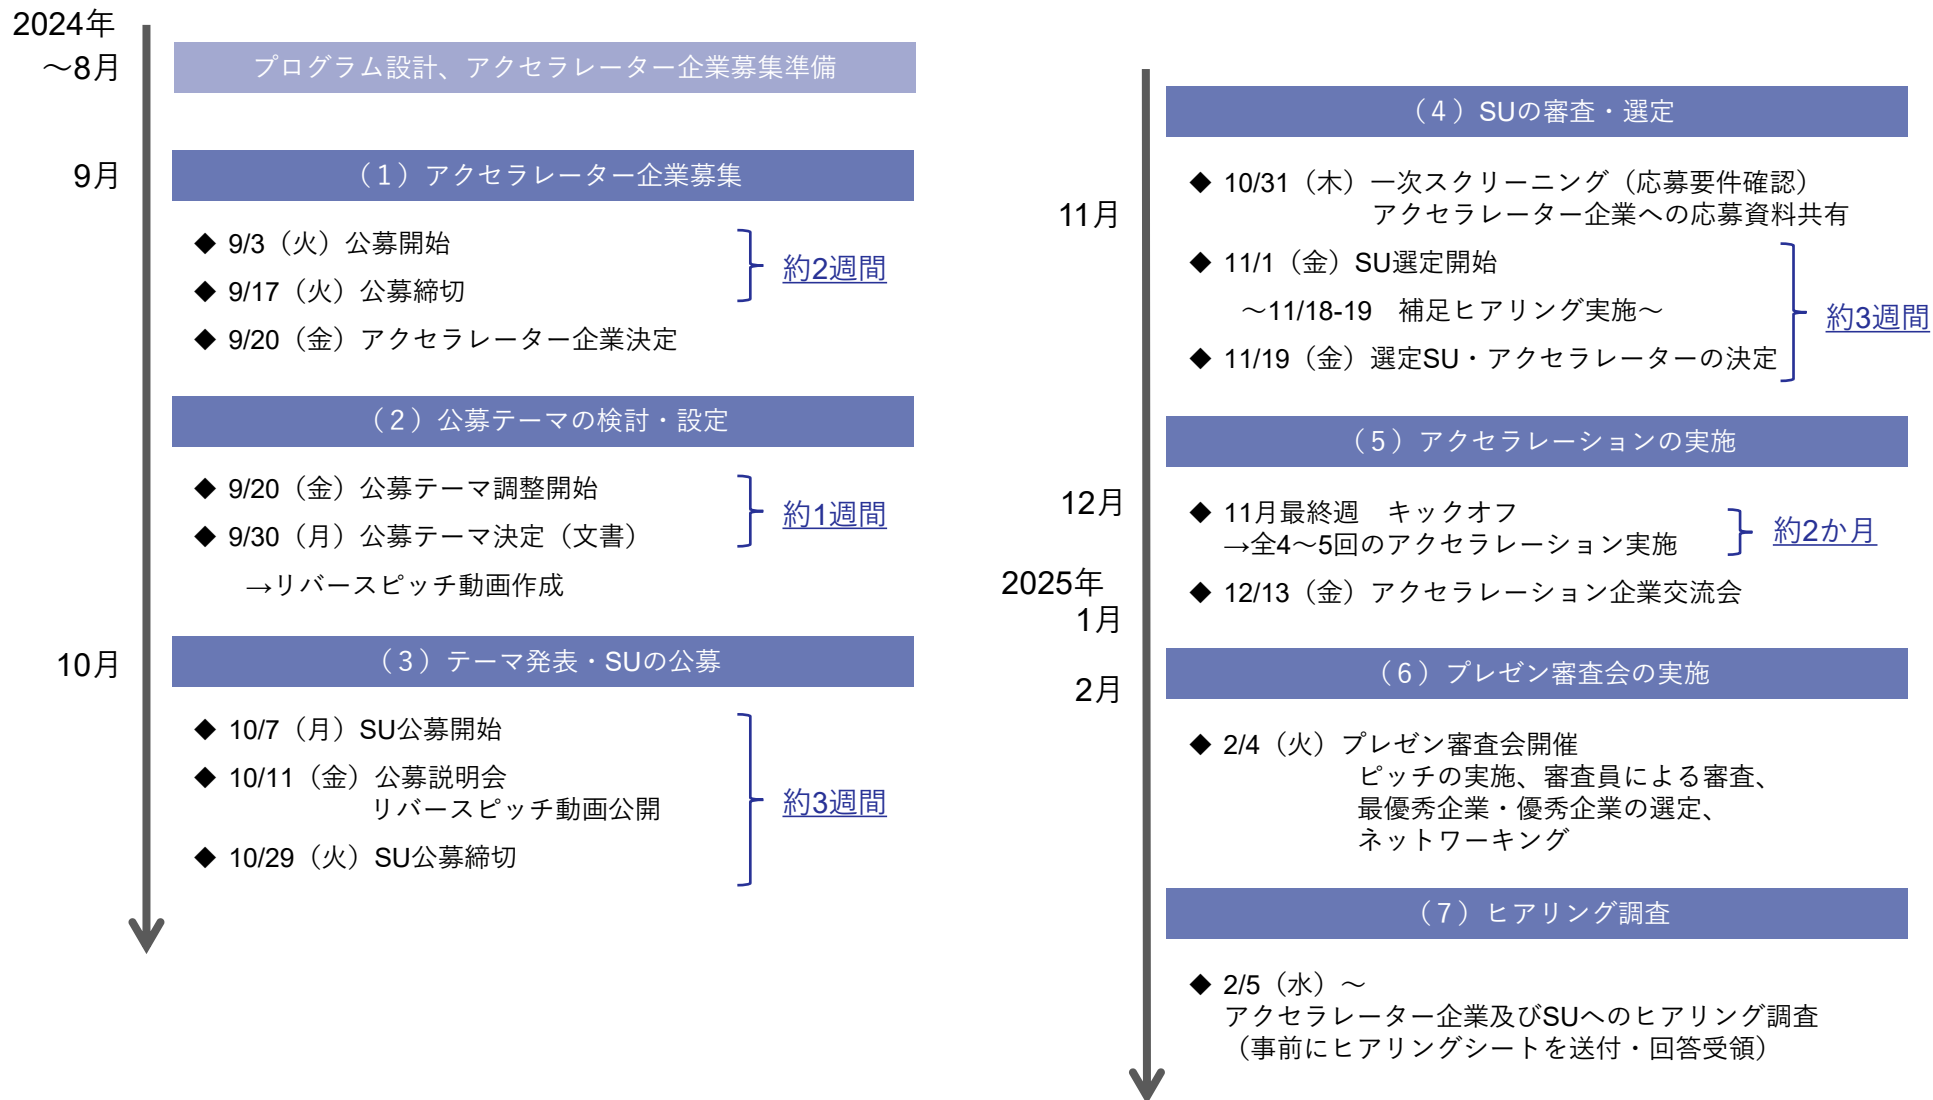 2024年
～8月
プログラム設計、アクセラレーター企業募集準備
9月
（１）アクセラレーター企業募集
◆ 9/3（火）公募開始
◆ 9/17（火）公募締切
約2週間
◆ 9/20（金）アクセラレーター企業決定
（２）公募テーマの検討・設定
◆ 9/20（金）公募テーマ調整開始
◆ 9/30（月）公募テーマ決定（文書）
約1週間
→リバースピッチ動画作成
10月
（３）テーマ発表・SUの公募
◆ 10/7（月）SU公募開始
◆ 10/11（金）公募説明会
リバースピッチ動画公開
約3週間
◆ 10/29（火）SU公募締切
（４）SUの審査・選定
11月
◆ 10/31（木）一次スクリーニング（応募要件確認）
アクセラレーター企業への応募資料共有
◆ 11/1（金）SU選定開始
～11/18-19　補足ヒアリング実施～
約3週間
◆ 11/19（金）選定SU・アクセラレーターの決定
（５）アクセラレーションの実施
12月
◆ 11月最終週　キックオフ
→全4～5回のアクセラレーション実施
約2か月
2025年
1月
◆ 12/13（金）アクセラレーション企業交流会
（６）プレゼン審査会の実施
2月
◆ 2/4（火）プレゼン審査会開催
ピッチの実施、審査員による審査、
最優秀企業・優秀企業の選定、
ネットワーキング
（７）ヒアリング調査
◆ 2/5（水）～
アクセラレーター企業及びSUへのヒアリング調査
（事前にヒアリングシートを送付・回答受領）